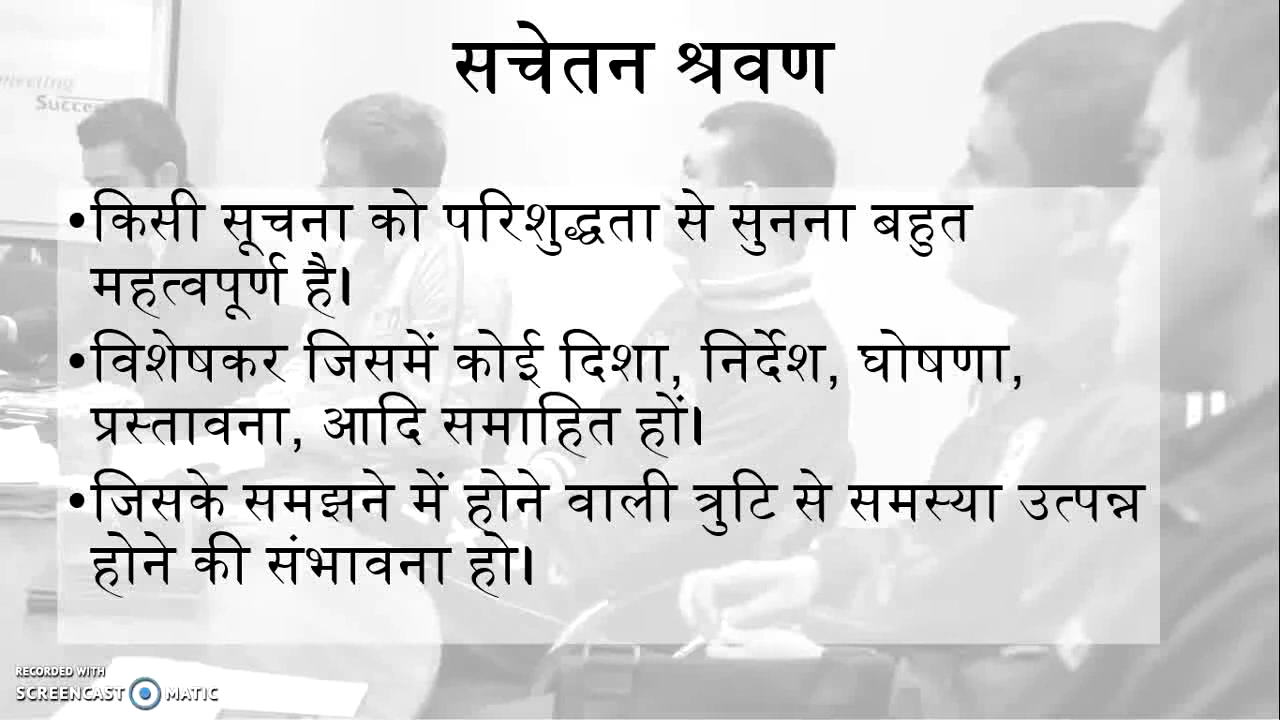 सचेतन श्रवण
•किसी सूचना को परिशुद्धता से सुनना बहुत
महत्वपूर्ण है।
•विशेषकर जिसमें कोई दिशा, निर्देश, घोषणा,
प्रस्तावना, आदि समाहित हों।
•जिसके समझने में होने वाली त्रुटि से समस्या उत्पन्न
होने की संभावना हो।
RECORDED WITH
SCREENCAST MATIC